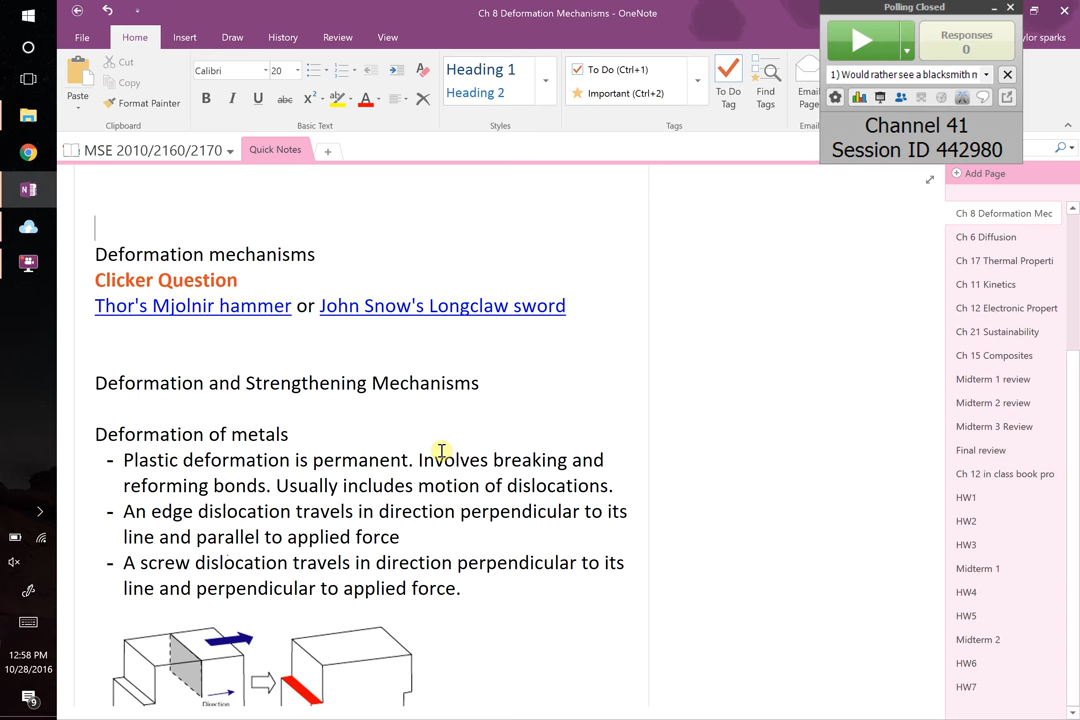 Ch 8 Deformation Mechanisms - OneNote
Polling Closed
ylor sparks
File
Home
Insert
Draw
History
Review
View
Responses
0
1) Would rather see a blacksmith m
Paste
Cut
Copy
Format Painter
Clipboard
Calibri
20
B I U abc x² A
Basic Text
Heading 1
Heading 2
Styles
To Do (Ctrl+1)
Important (Ctrl+2)
To Do
Tag
Find
Tags
Tags
Email
Page
Email
Channel 41
Session ID 442980
MSE 2010/2160/2170
Quick Notes
Add Page
Ch 8 Deformation Mec
Ch 6 Diffusion
Ch 17 Thermal Properti
Ch 11 Kinetics
Ch 12 Electronic Propert
Ch 21 Sustainability
Ch 15 Composites
Midterm 1 review
Midterm 2 review
Midterm 3 Review
Final review
Ch 12 in class book pro
HW1
HW2
HW3
Midterm 1
HW4
HW5
Midterm 2
HW6
HW7
Deformation mechanisms
Clicker Question
Thor's Mjolnir hammer or John Snow's Longclaw sword
Deformation and Strengthening Mechanisms
Deformation of metals
- Plastic deformation is permanent. Involves breaking and
reforming bonds. Usually includes motion of dislocations.
- An edge dislocation travels in direction perpendicular to its
line and parallel to applied force
- A screw dislocation travels in direction perpendicular to its
line and perpendicular to applied force.
Direction
12:58 PM
10/28/2016
9